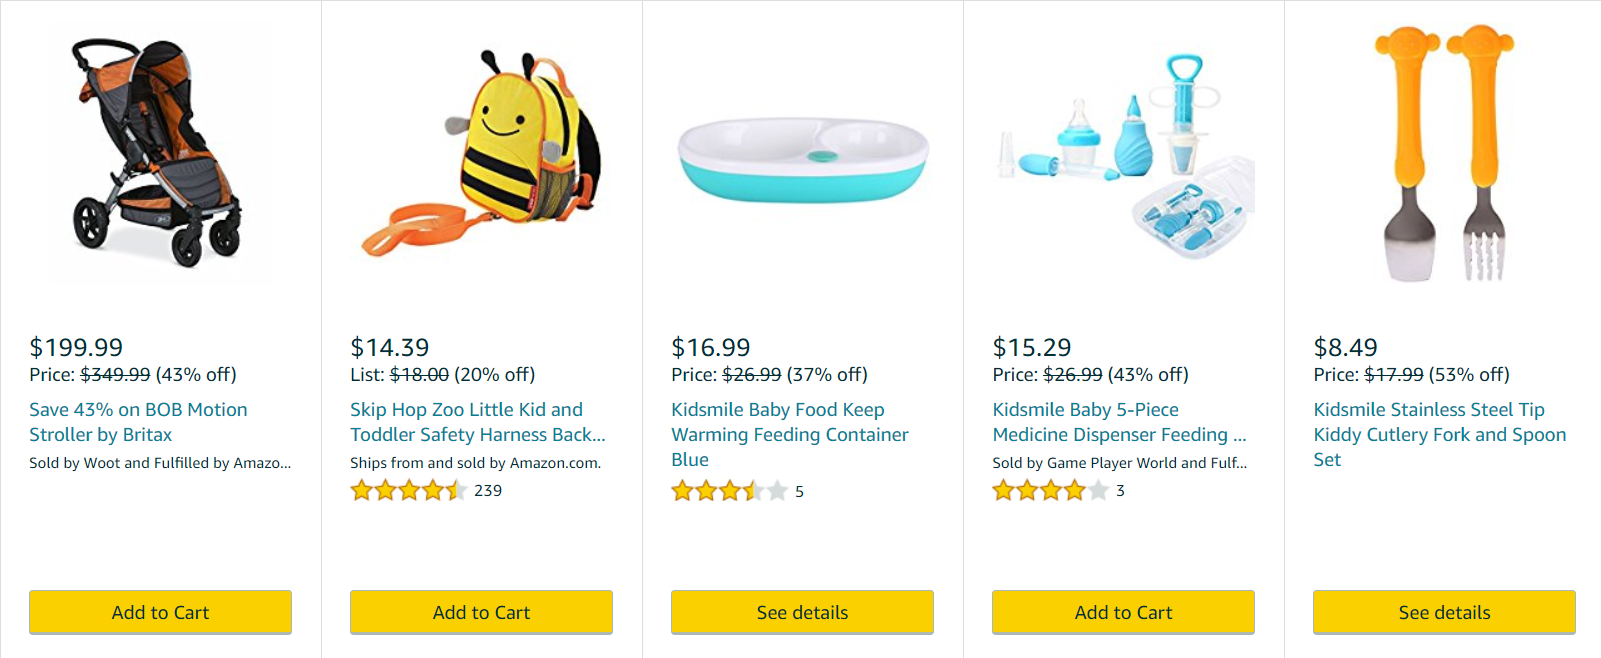 $199.99
Price: $349.99 (43% off)
Save 43% on BOB Motion
Stroller by Britax
Sold by Woot and Fulfilled by Amazo...
Add to Cart
$14.39
List: $18.00 (20% off)
Skip Hop Zoo Little Kid and
Toddler Safety Harness Back...
Ships from and sold by Amazon.com.
239
Add to Cart
$16.99
Price: $26.99 (37% off)
Kidsmile Baby Food Keep
Warming Feeding Container
Blue
5
See details
$15.29
Price: $26.99 (43% off)
Kidsmile Baby 5-Piece
Medicine Dispenser Feeding ...
Sold by Game Player World and Fulf...
3
Add to Cart
$8.49
Price: $17.99 (53% off)
Kidsmile Stainless Steel Tip
Kiddy Cutlery Fork and Spoon
Set
See details